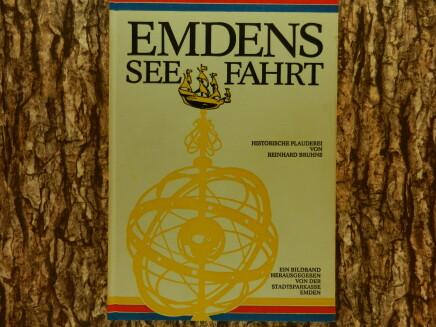 EMDENS
SEE FAHRT
HISTORISCHE PLAUDEREI
VON
REINHARD BRUHNS
EIN BILDBAND
HERAUSGEGEBEN
VON DER
STADTSPARKASSE
EMDEN